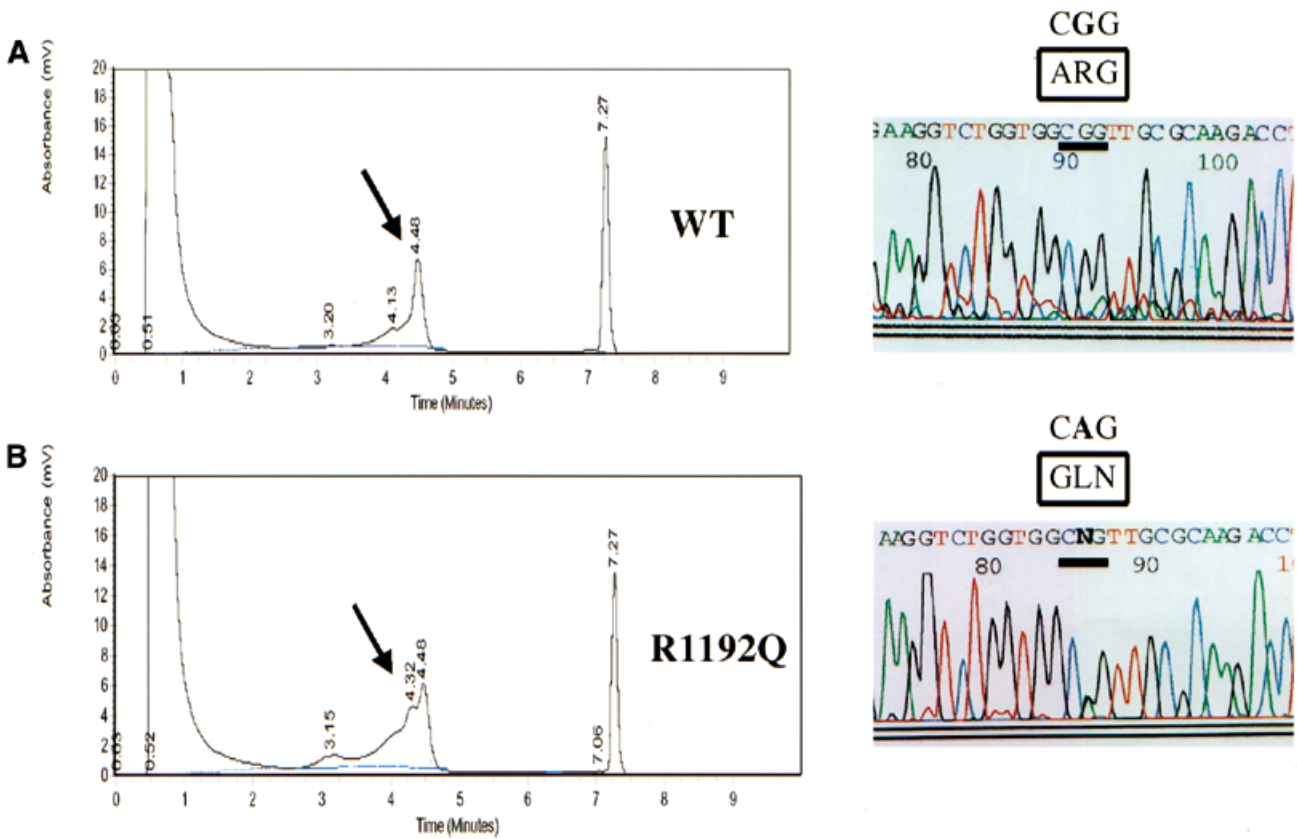 A
Absorbance (mV)
20
18
16
14
12
10
8
6
4
2
0
0.03
0.51
3.20
4.13
4.48
7.27
WT
0 1 2 3 4 5 6 7 8 9
Time (Minutes)
CGG
ARG
GAAGGTCTGGTGGCGGTTGCGCAAGACCT
80 90 100
B
Absorbance (mV)
20
18
16
14
12
10
8
6
4
2
0
0.03
0.52
3.15
4.32
4.48
7.06
7.27
R1192Q
0 1 2 3 4 5 6 7 8 9
Time (Minutes)
CAG
GLN
AAGGTCTGGTGGCNGTTGCGCAAGACC
80 90